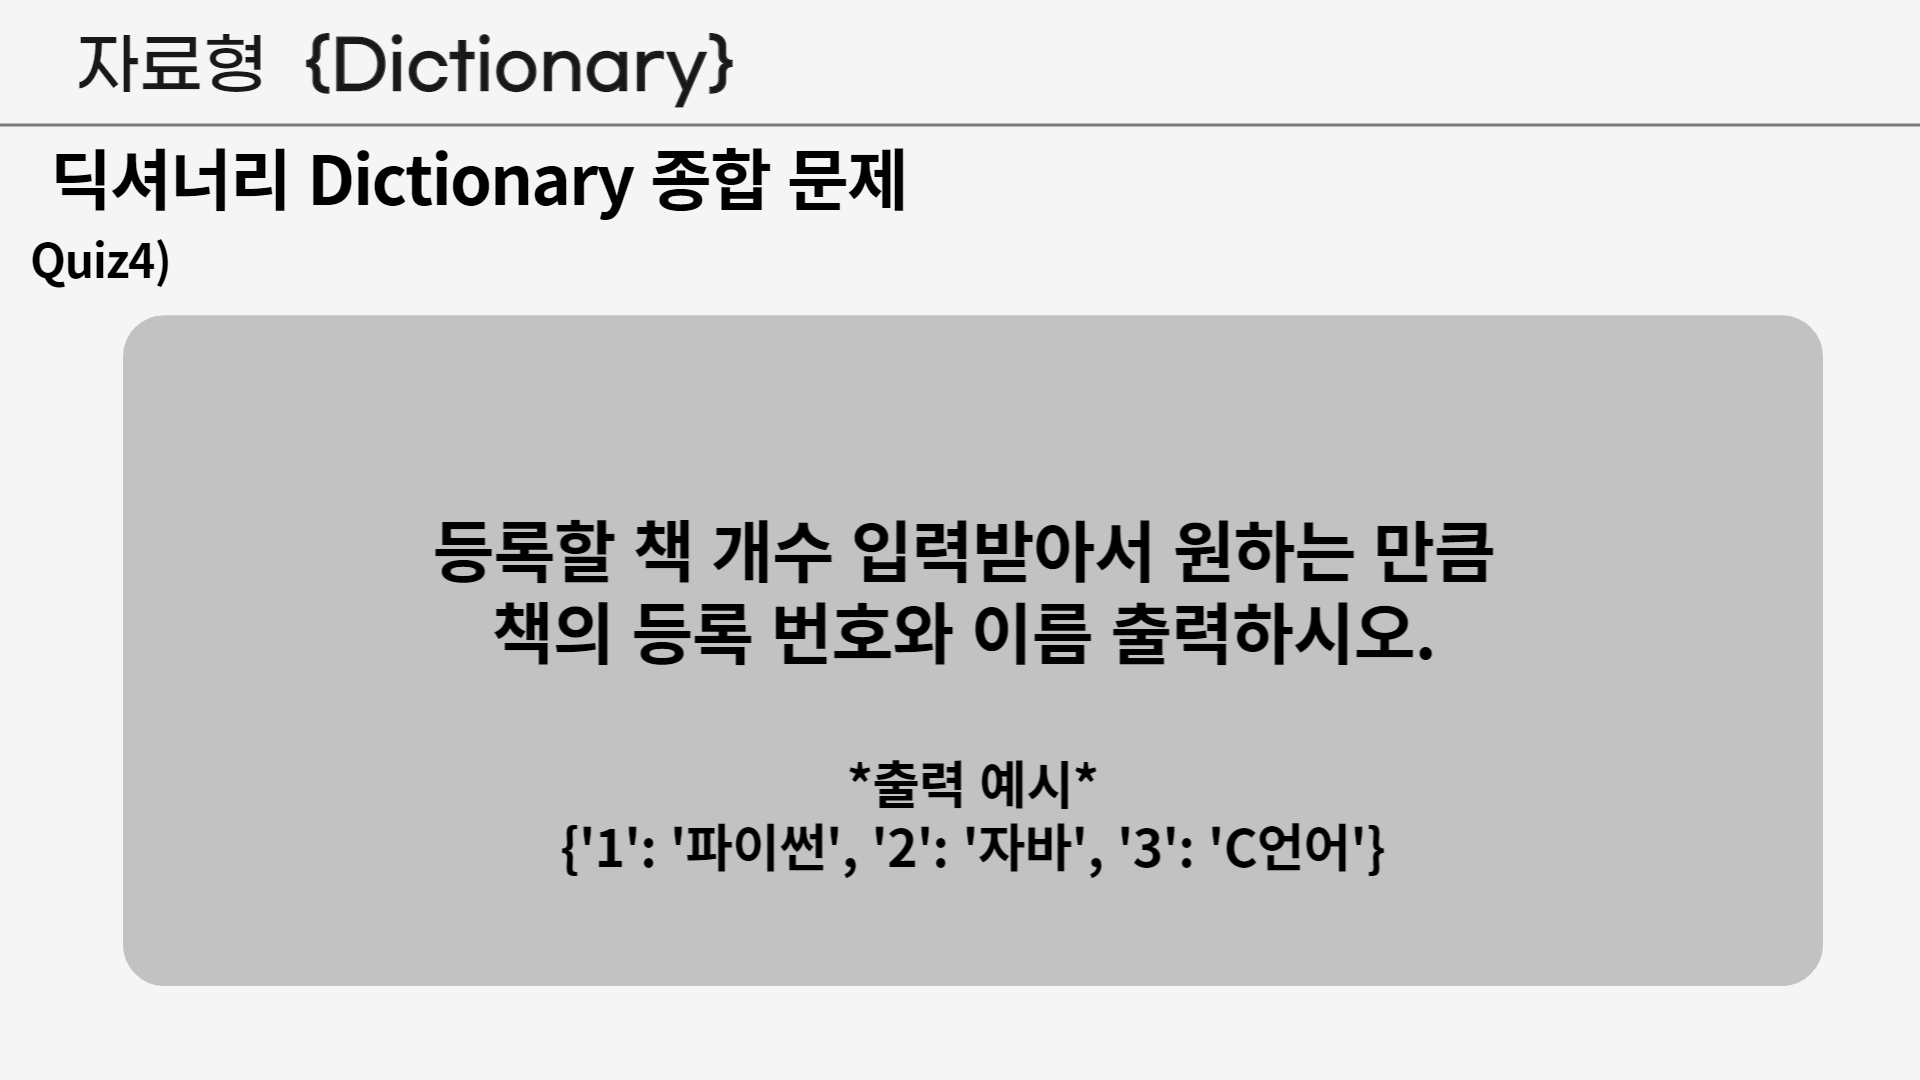 자료형 {Dictionary}
딕셔너리 Dictionary 종합 문제
Quiz4)
등록할 책 개수 입력받아서 원하는 만큼
책의 등록 번호와 이름 출력하시오.
*출력 예시*
{'1': '파이썬', '2': '자바', '3': 'C언어'}